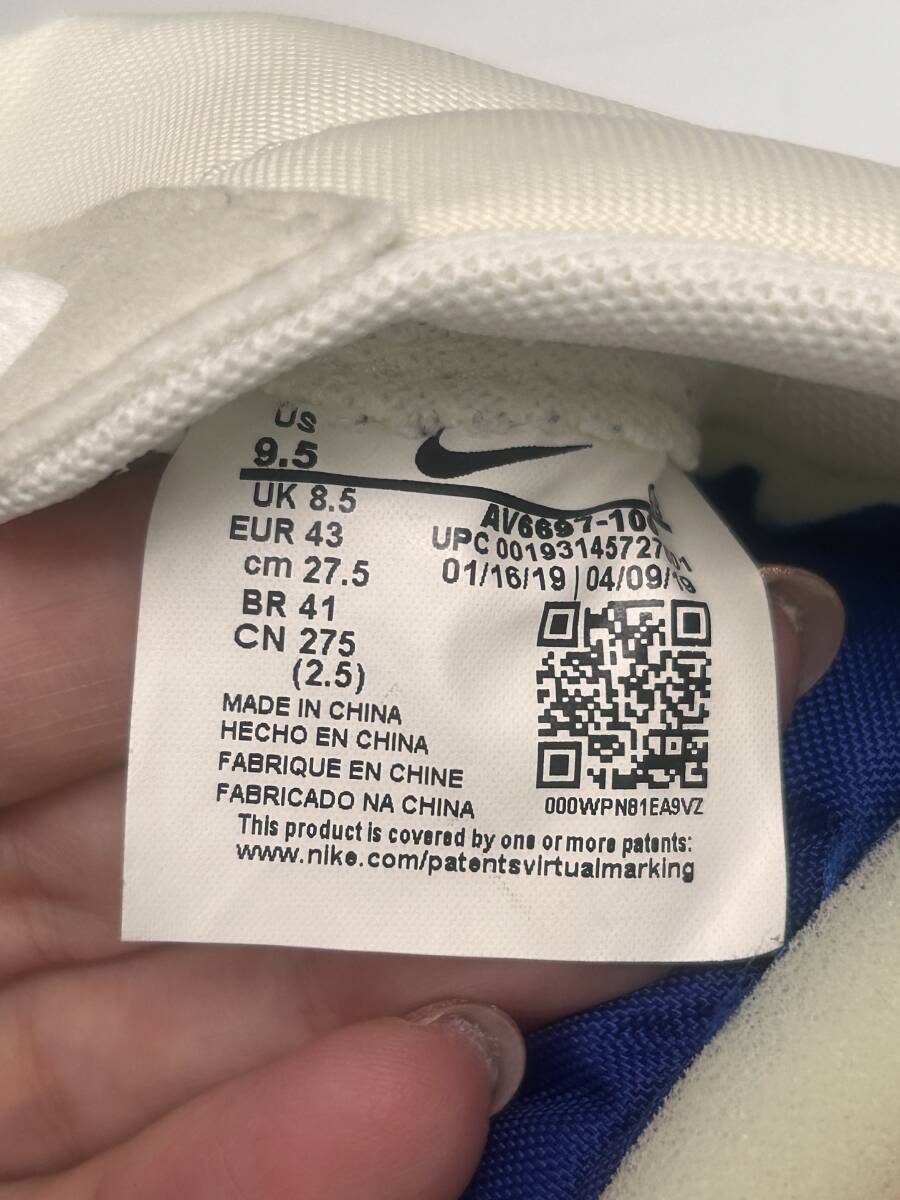 US
9.5
UK 8.5
EUR 43
cm 27.5
BR 41
CN 275
(2.5)
AV6697-100
01/16/19 | 04/09/19
000WPN81EA9VZ
MADE IN CHINA
HECHO EN CHINA
FABRIQUE EN CHINE
FABRICADO NA CHINA
This product is covered by one or more patents:
www.nike.com/patentsvirtualmarking